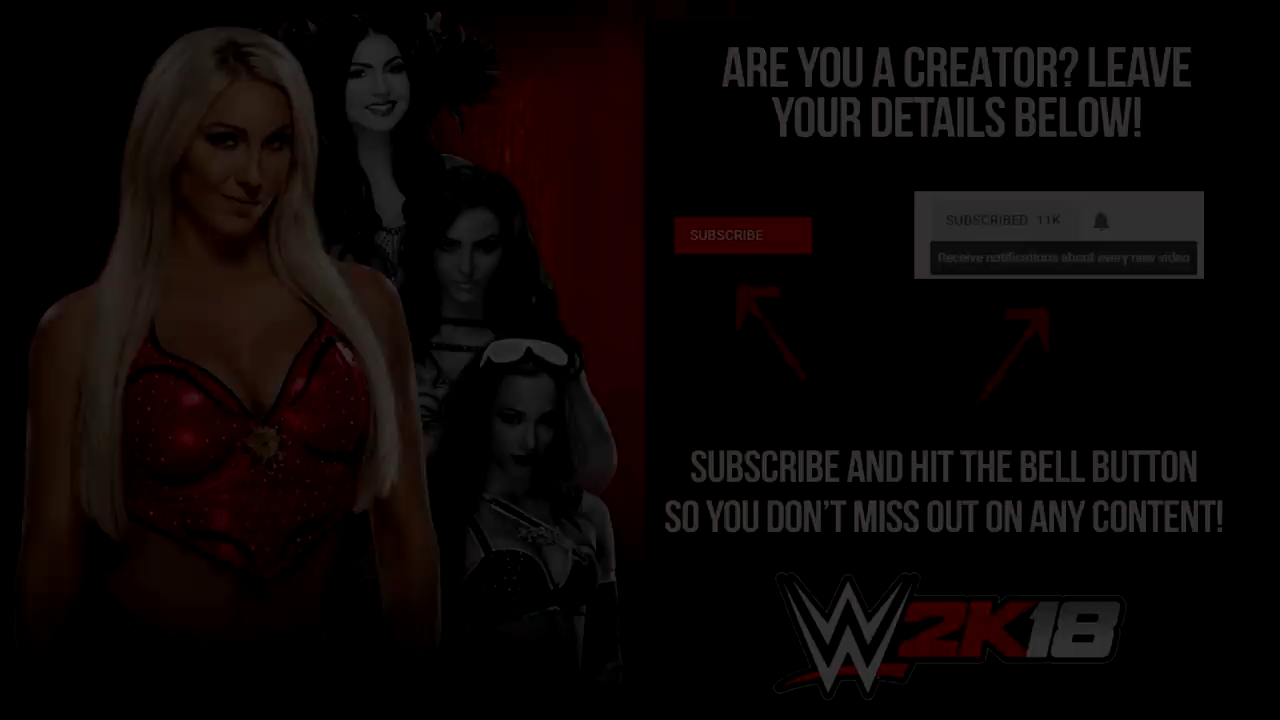 ARE YOU A CREATOR? LEAVE
YOUR DETAILS BELOW!
SUBSCRIBE
SUBSCRIBED 11K
Receive notifications about every new video
SUBSCRIBE AND HIT THE BELL BUTTON
SO YOU DON'T MISS OUT ON ANY CONTENT!
W 2K18